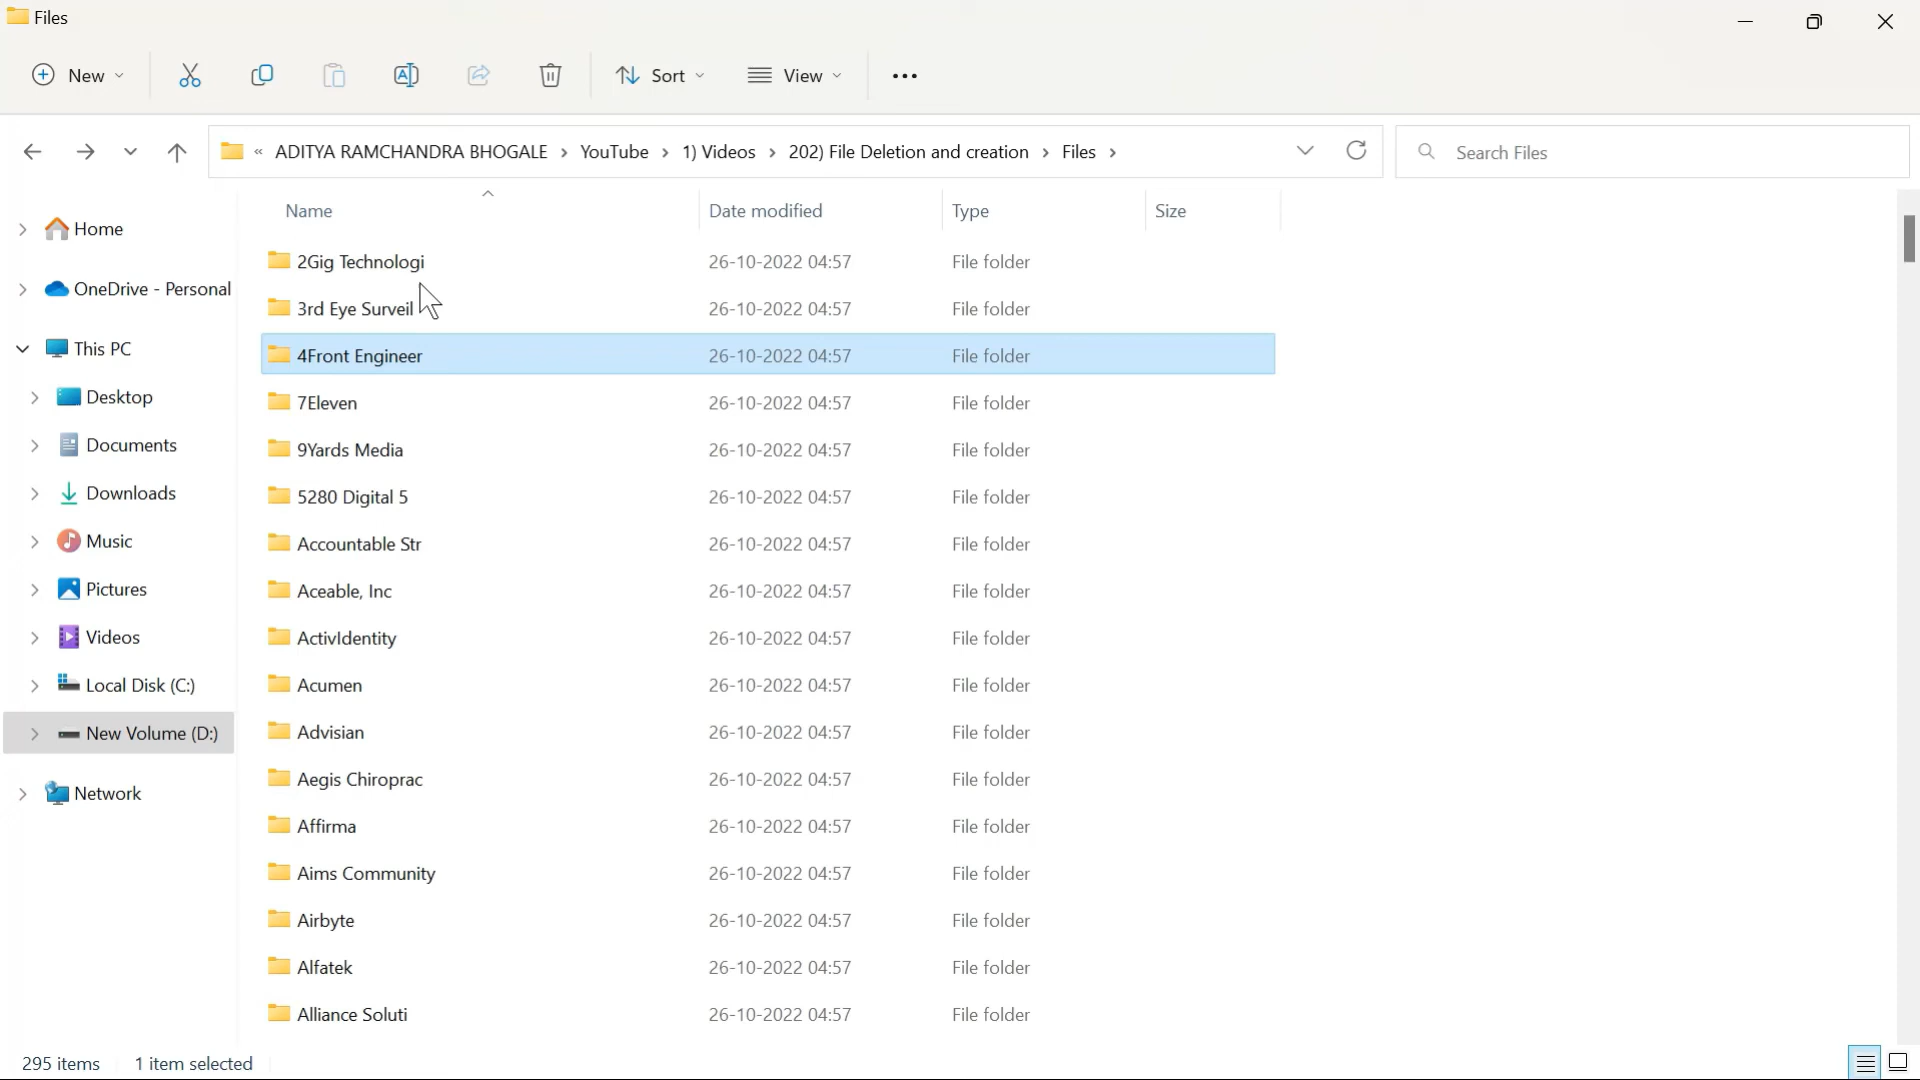 Files
New
Sort
View
« ADITYA RAMCHANDRA BHOGALE › YouTube › 1) Videos › 202) File Deletion and creation › Files ›
Search Files
Home
OneDrive - Personal
This PC
Desktop
Documents
Downloads
Music
Pictures
Videos
Local Disk (C:)
New Volume (D:)
Network
Name Date modified Type Size
2Gig Technologi 26-10-2022 04:57 File folder
3rd Eye Surveil 26-10-2022 04:57 File folder
4Front Engineer 26-10-2022 04:57 File folder
7Eleven 26-10-2022 04:57 File folder
9Yards Media 26-10-2022 04:57 File folder
5280 Digital 5 26-10-2022 04:57 File folder
Accountable Str 26-10-2022 04:57 File folder
Aceable, Inc 26-10-2022 04:57 File folder
ActivIdentity 26-10-2022 04:57 File folder
Acumen 26-10-2022 04:57 File folder
Advisian 26-10-2022 04:57 File folder
Aegis Chiroprac 26-10-2022 04:57 File folder
Affirma 26-10-2022 04:57 File folder
Aims Community 26-10-2022 04:57 File folder
Airbyte 26-10-2022 04:57 File folder
Alfatek 26-10-2022 04:57 File folder
Alliance Soluti 26-10-2022 04:57 File folder
295 items 1 item selected